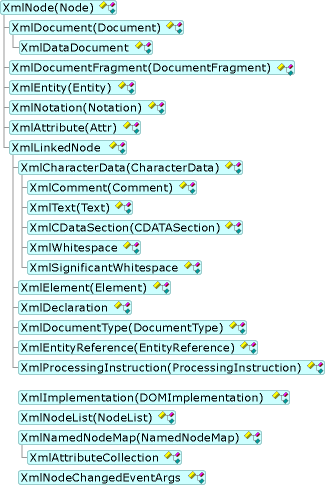 XmlNode(Node)
XmlDocument(Document)
XmlDataDocument
XmlDocumentFragment(DocumentFragment)
XmlEntity(Entity)
XmlNotation(Notation)
XmlAttribute(Attr)
XmlLinkedNode
XmlCharacterData(CharacterData)
XmlComment(Comment)
XmlText(Text)
XmlCDataSection(CDATASection)
XmlWhitespace
XmlSignificantWhitespace
XmlElement(Element)
XmlDeclaration
XmlDocumentType(DocumentType)
XmlEntityReference(EntityReference)
XmlProcessingInstruction(ProcessingInstruction)
XmlImplementation(DOMImplementation)
XmlNodeList(NodeList)
XmlNamedNodeMap(NamedNodeMap)
XmlAttributeCollection
XmlNodeChangedEventArgs